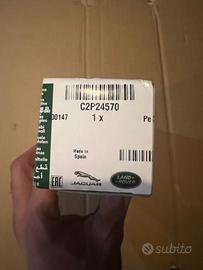 C2P24570
00147
1 x
Pe
Made in
Spain
EAC
JAGUAR
LAND
ROVER
subito